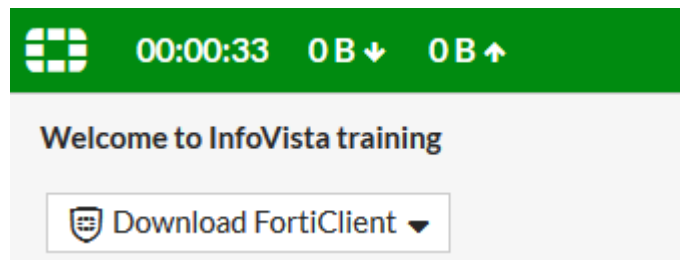 00:00:33 0 B 0 B
Welcome to InfoVista training
Download FortiClient